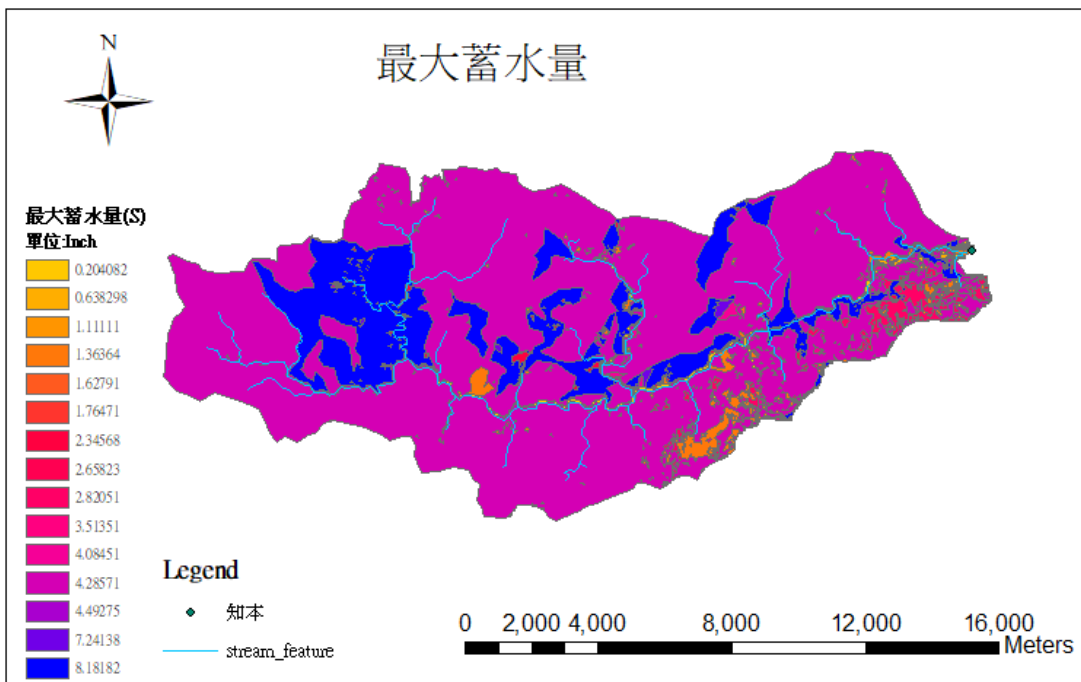 N
最大蓄水量
最大蓄水量(S)
單位:Inch
0.204082
0.638298
1.11111
1.36364
1.62791
1.76471
2.34568
2.65823
2.82051
3.51351
4.08451
4.28571
4.49275
7.24138
8.18182
Legend
知本
stream_feature
0 2,000 4,000 8,000 12,000 16,000
Meters